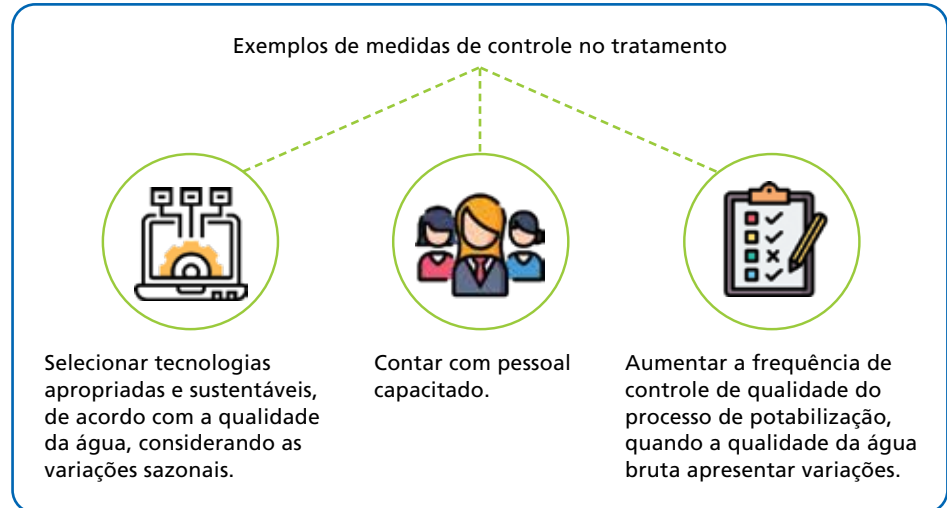 Exemplos de medidas de controle no tratamento
Selecionar tecnologias
apropriadas e sustentáveis,
de acordo com a qualidade
da água, considerando as
variações sazonais.
Contar com pessoal
capacitado.
Aumentar a frequência de
controle de qualidade do
processo de potabilização,
quando a qualidade da água
bruta apresentar variações.